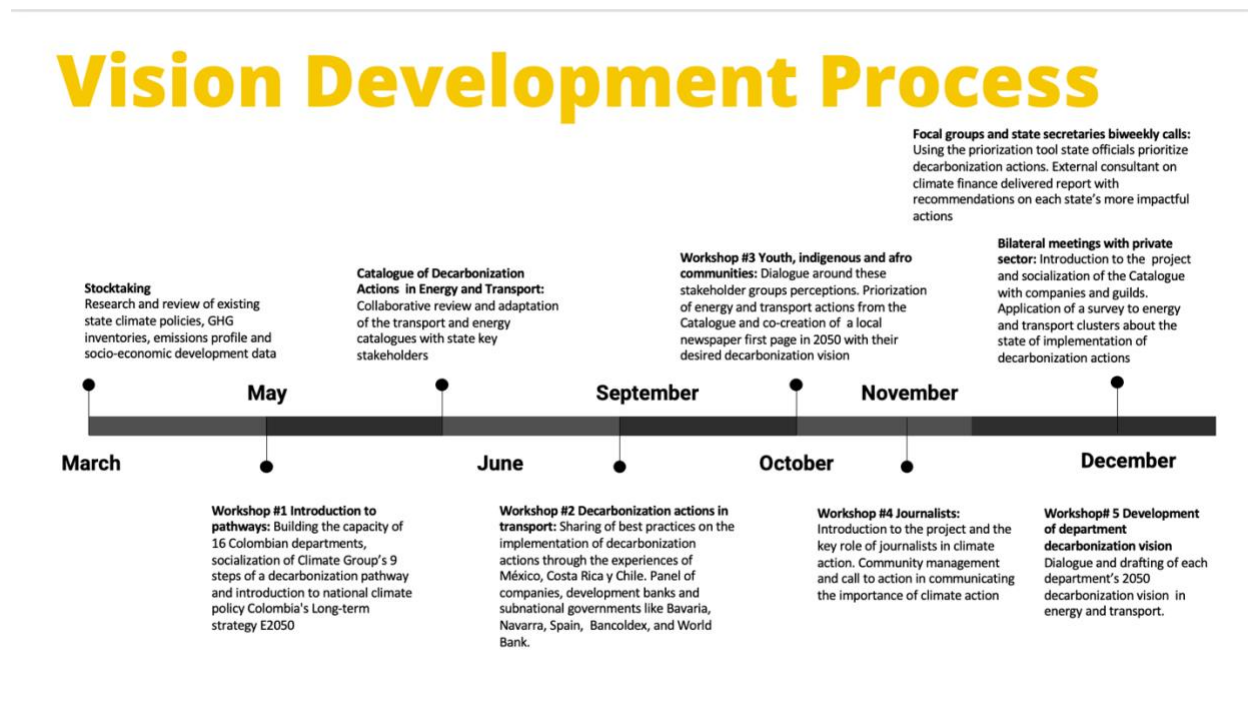 Vision Development Process
Focal groups and state secretaries biweekly calls:
Using the priorization tool state officials prioritize
decarbonization actions. External consultant on
climate finance delivered report with
recommendations on each state's more impactful
actions
Stocktaking
Research and review of existing
state climate policies, GHG
inventories, emissions profile and
socio-economic development data
Catalogue of Decarbonization
Actions in Energy and Transport:
Collaborative review and adaptation
of the transport and energy
catalogues with state key
stakeholders
Workshop #3 Youth, indigenous and afro
communities: Dialogue around these
stakeholder groups perceptions. Priorization
of energy and transport actions from the
Catalogue and co-creation of a local
newspaper first page in 2050 with their
desired decarbonization vision
Bilateral meetings with private
sector: Introduction to the project
and socialization of the Catalogue
with companies and guilds.
Application of a survey to energy
and transport clusters about the
state of implementation of
decarbonization actions
May
September
November
March
June
October
December
Workshop #1 Introduction to
pathways: Building the capacity of
16 Colombian departments,
socialization of Climate Group's 9
steps of a decarbonization pathway
and introduction to national climate
policy Colombia's Long-term
strategy E2050
Workshop #2 Decarbonization actions in
transport: Sharing of best practices on the
implementation of decarbonization
actions through the experiences of
México, Costa Rica y Chile. Panel of
companies, development banks and
subnational governments like Bavaria,
Navarra, Spain, Bancoldex, and World
Bank.
Workshop #4 Journalists:
Introduction to the project and the
key role of journalists in climate
action. Community management
and call to action in communicating
the importance of climate action
Workshop# 5 Development
of department
decarbonization vision
Dialogue and drafting of each
department's 2050
decarbonization vision in
energy and transport.